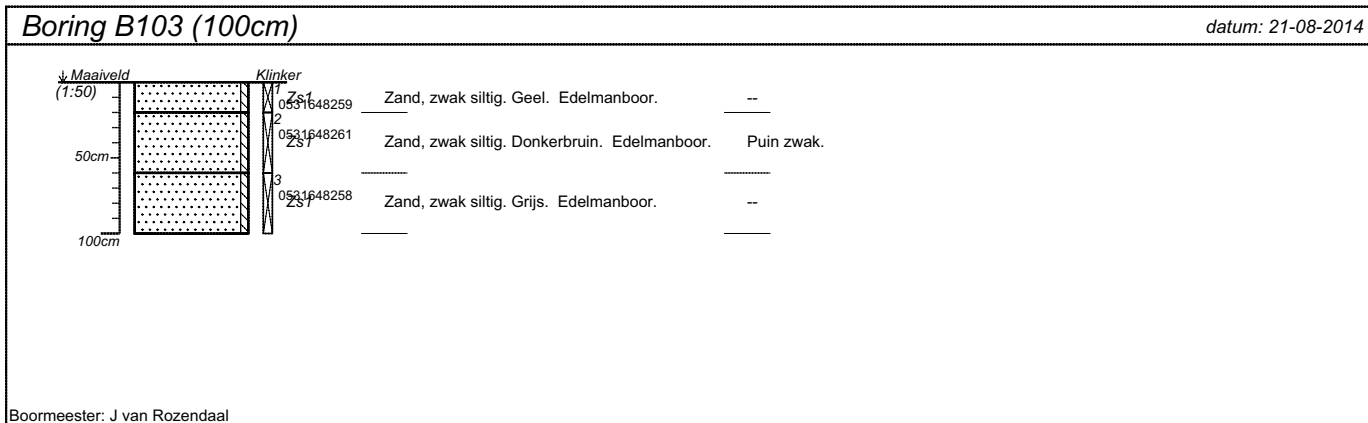 Boring B103 (100cm)
datum: 21-08-2014
Maaiveld
Klinker
(1:50)
1
Zs1
0531648259
Zand, zwak siltig. Geel. Edelmanboor.
--
2
0531648261
Zs1
Zand, zwak siltig. Donkerbruin. Edelmanboor.
Puin zwak.
50cm
3
0531648258
Zs1
Zand, zwak siltig. Grijs. Edelmanboor.
--
100cm
Boormeester: J van Rozendaal